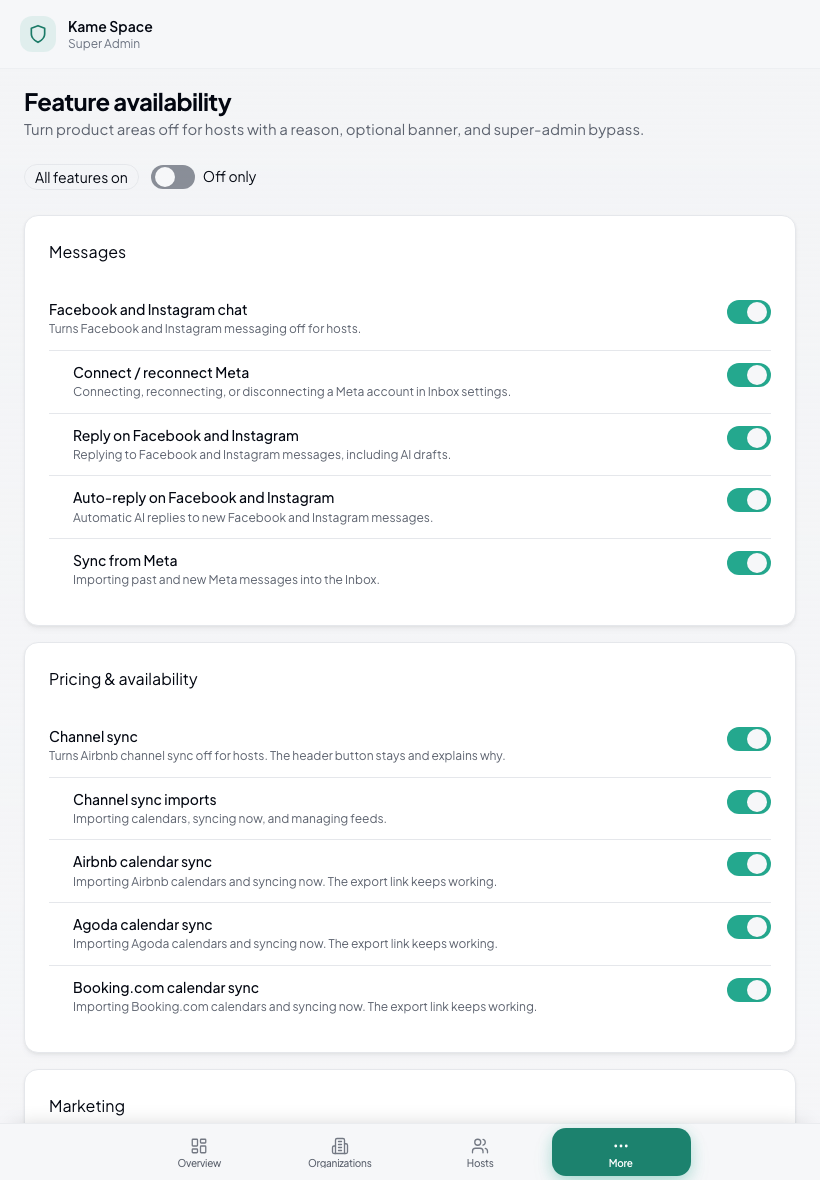 Kame Space
Super Admin
Feature availability
Turn product areas off for hosts with a reason, optional banner, and super-admin bypass.
All features on
Off only
Messages
Facebook and Instagram chat
Turns Facebook and Instagram messaging off for hosts.
Connect / reconnect Meta
Connecting, reconnecting, or disconnecting a Meta account in Inbox settings.
Reply on Facebook and Instagram
Replying to Facebook and Instagram messages, including AI drafts.
Auto-reply on Facebook and Instagram
Automatic AI replies to new Facebook and Instagram messages.
Sync from Meta
Importing past and new Meta messages into the Inbox.
Pricing & availability
Channel sync
Turns Airbnb channel sync off for hosts. The header button stays and explains why.
Channel sync imports
Importing calendars, syncing now, and managing feeds.
Airbnb calendar sync
Importing Airbnb calendars and syncing now. The export link keeps working.
Agoda calendar sync
Importing Agoda calendars and syncing now. The export link keeps working.
Booking.com calendar sync
Importing Booking.com calendars and syncing now. The export link keeps working.
Marketing
Overview
Organizations
Hosts
More